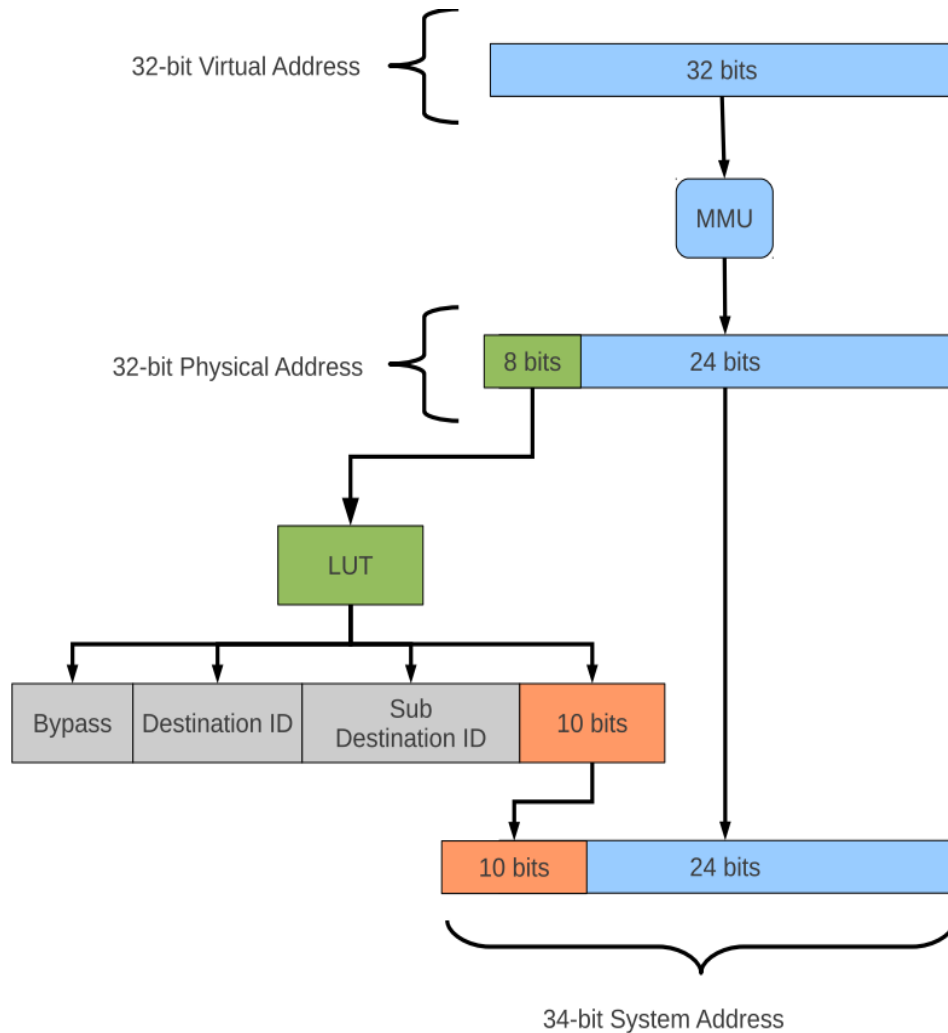 32-bit Virtual Address
32 bits
MMU
32-bit Physical Address
8 bits
24 bits
LUT
Bypass
Destination ID
Sub
Destination ID
10 bits
10 bits
24 bits
34-bit System Address